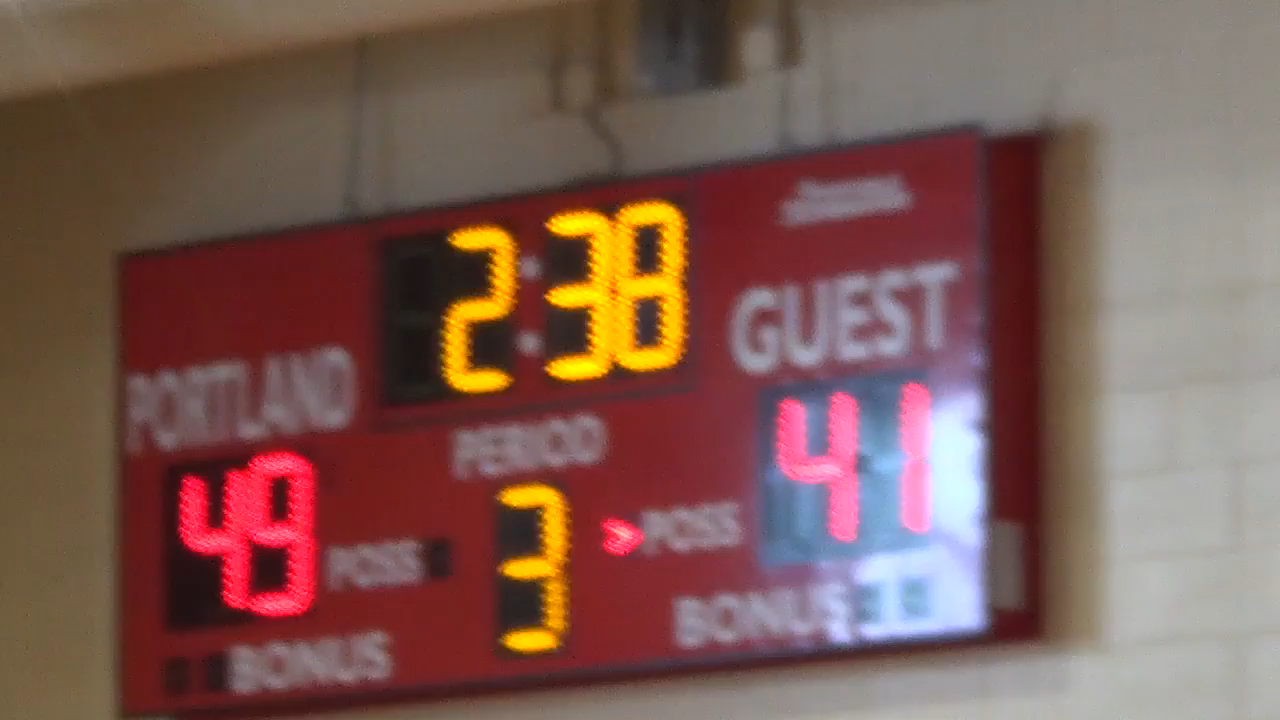 2:38
PORTLAND
GUEST
49
41
PERIOD
3
POSS
> POSS
BONUS
BONUS